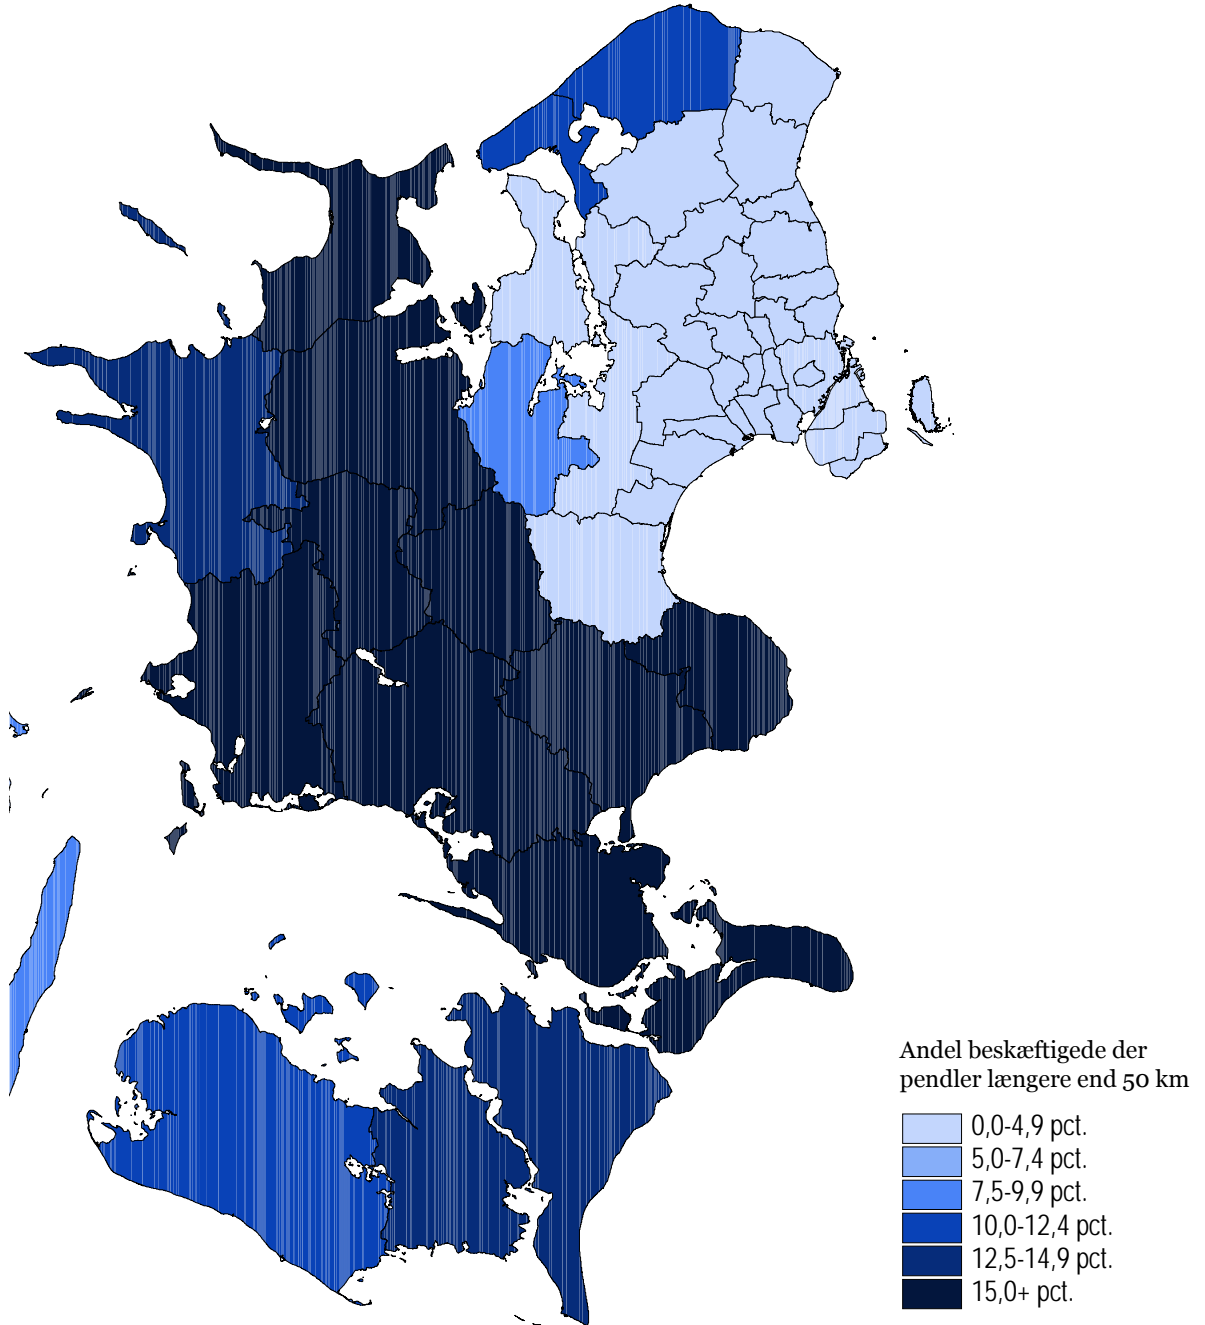 Andel beskæftigede der
pendler længere end 50 km
0,0-4,9 pct.
5,0-7,4 pct.
7,5-9,9 pct.
10,0-12,4 pct.
12,5-14,9 pct.
15,0+ pct.